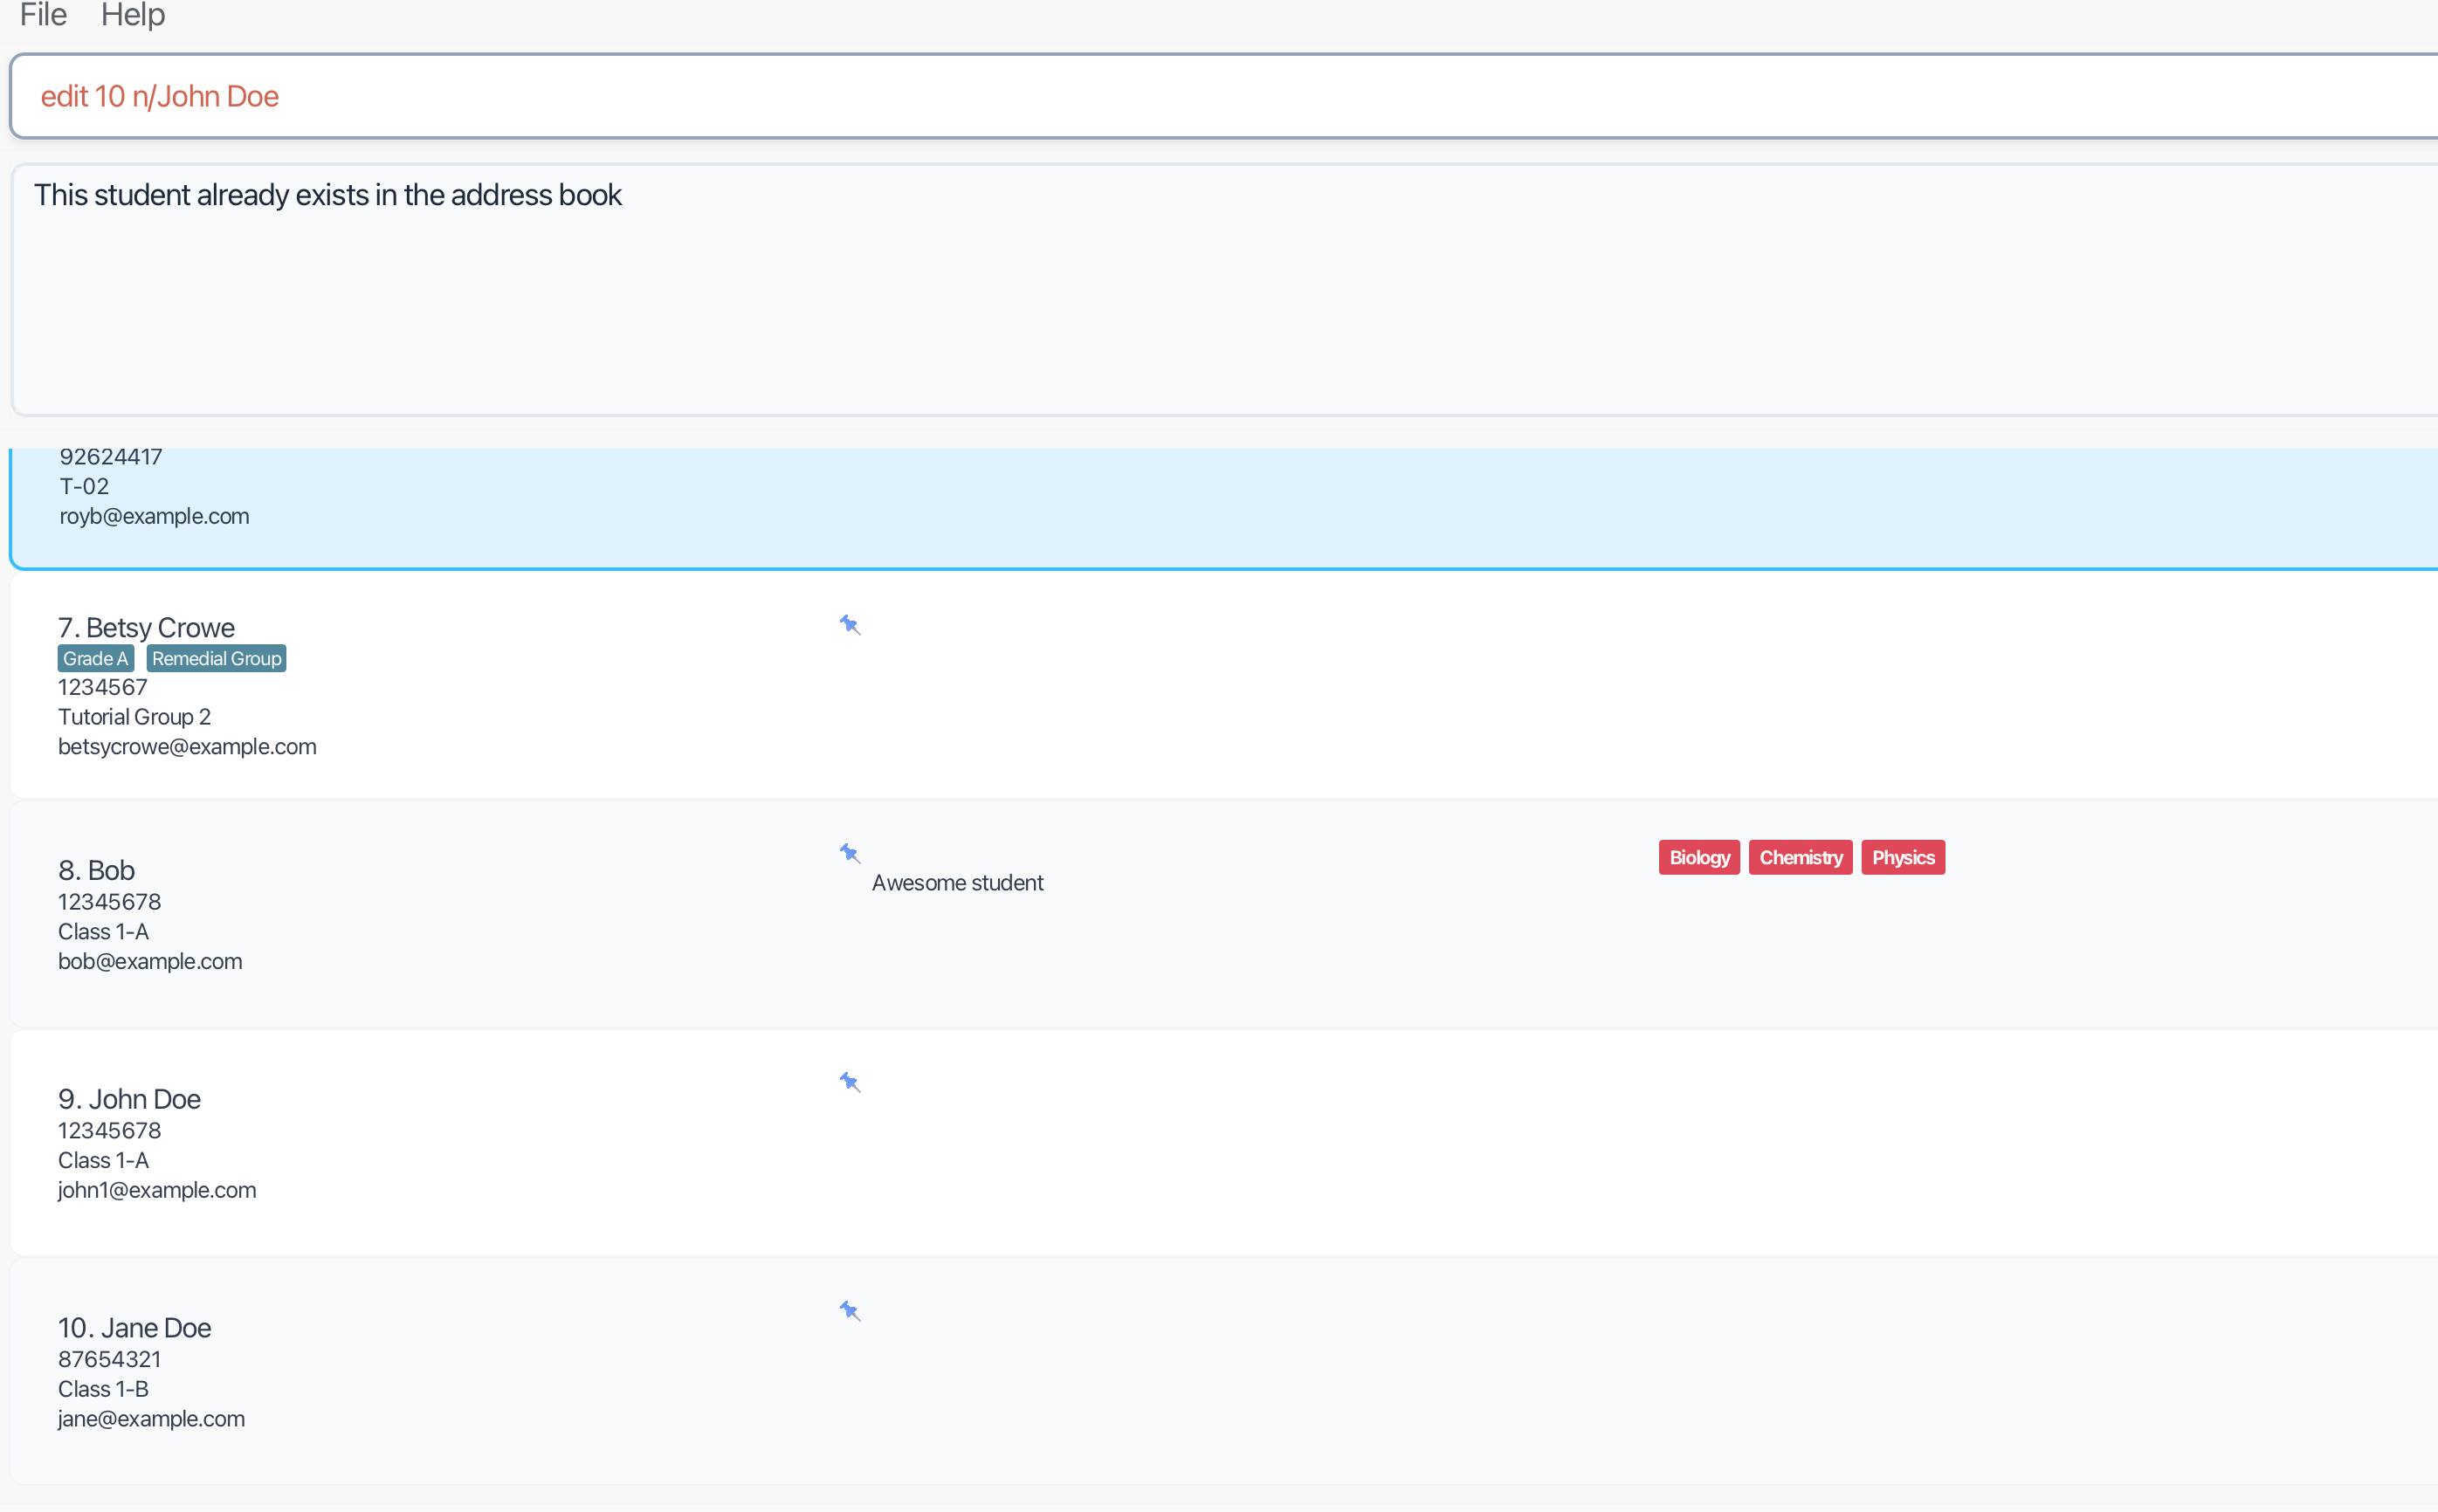 File Help
edit 10 n/John Doe
This student already exists in the address book
92624417
T-02
royb@example.com
7. Betsy Crowe
Grade A Remedial Group
1234567
Tutorial Group 2
betsycrowe@example.com
8. Bob
12345678
Class 1-A
bob@example.com
Awesome student
Biology Chemistry Physics
9. John Doe
12345678
Class 1-A
john1@example.com
10. Jane Doe
87654321
Class 1-B
jane@example.com